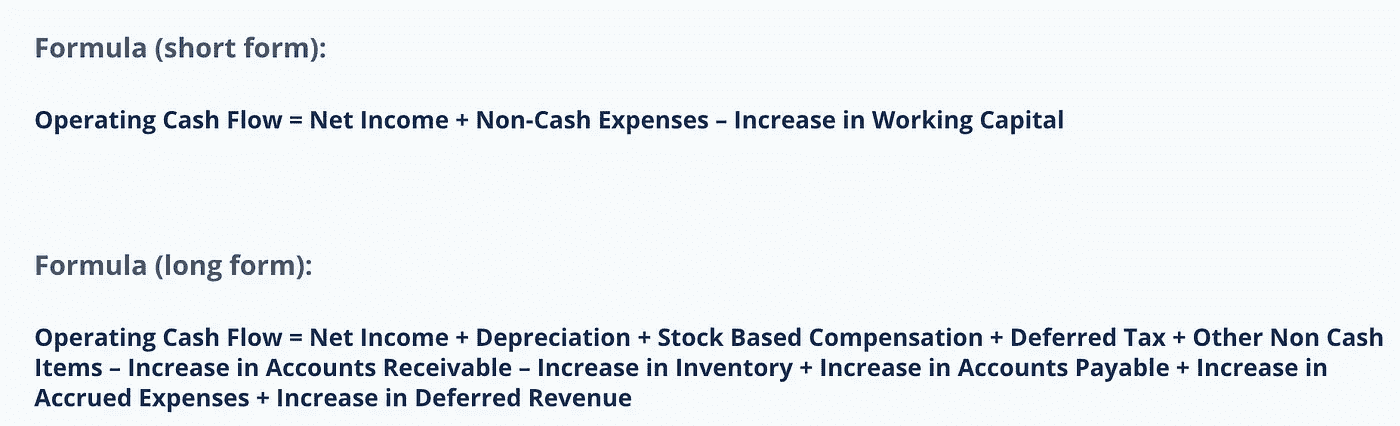 Formula (short form):
Operating Cash Flow = Net Income + Non-Cash Expenses – Increase in Working Capital
Formula (long form):
Operating Cash Flow = Net Income + Depreciation + Stock Based Compensation + Deferred Tax + Other Non Cash
Items – Increase in Accounts Receivable – Increase in Inventory + Increase in Accounts Payable + Increase in
Accrued Expenses + Increase in Deferred Revenue